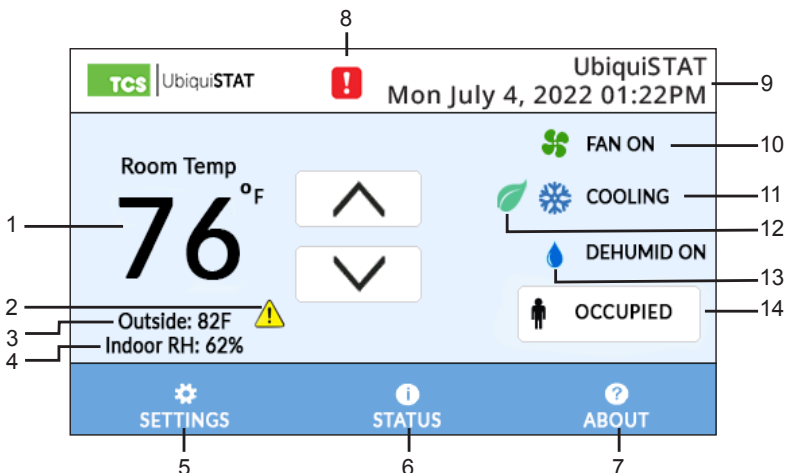 8
TCS UbiquiSTAT
!
UbiquiSTAT
Mon July 4, 2022 01:22PM
9
FAN ON
10
Room Temp
76°F
1
COOLING
11
12
DEHUMID ON
13
2
!
Outside: 82F
3
Indoor RH: 62%
4
OCCUPIED
14
SETTINGS
i
STATUS
?
ABOUT
5
6
7